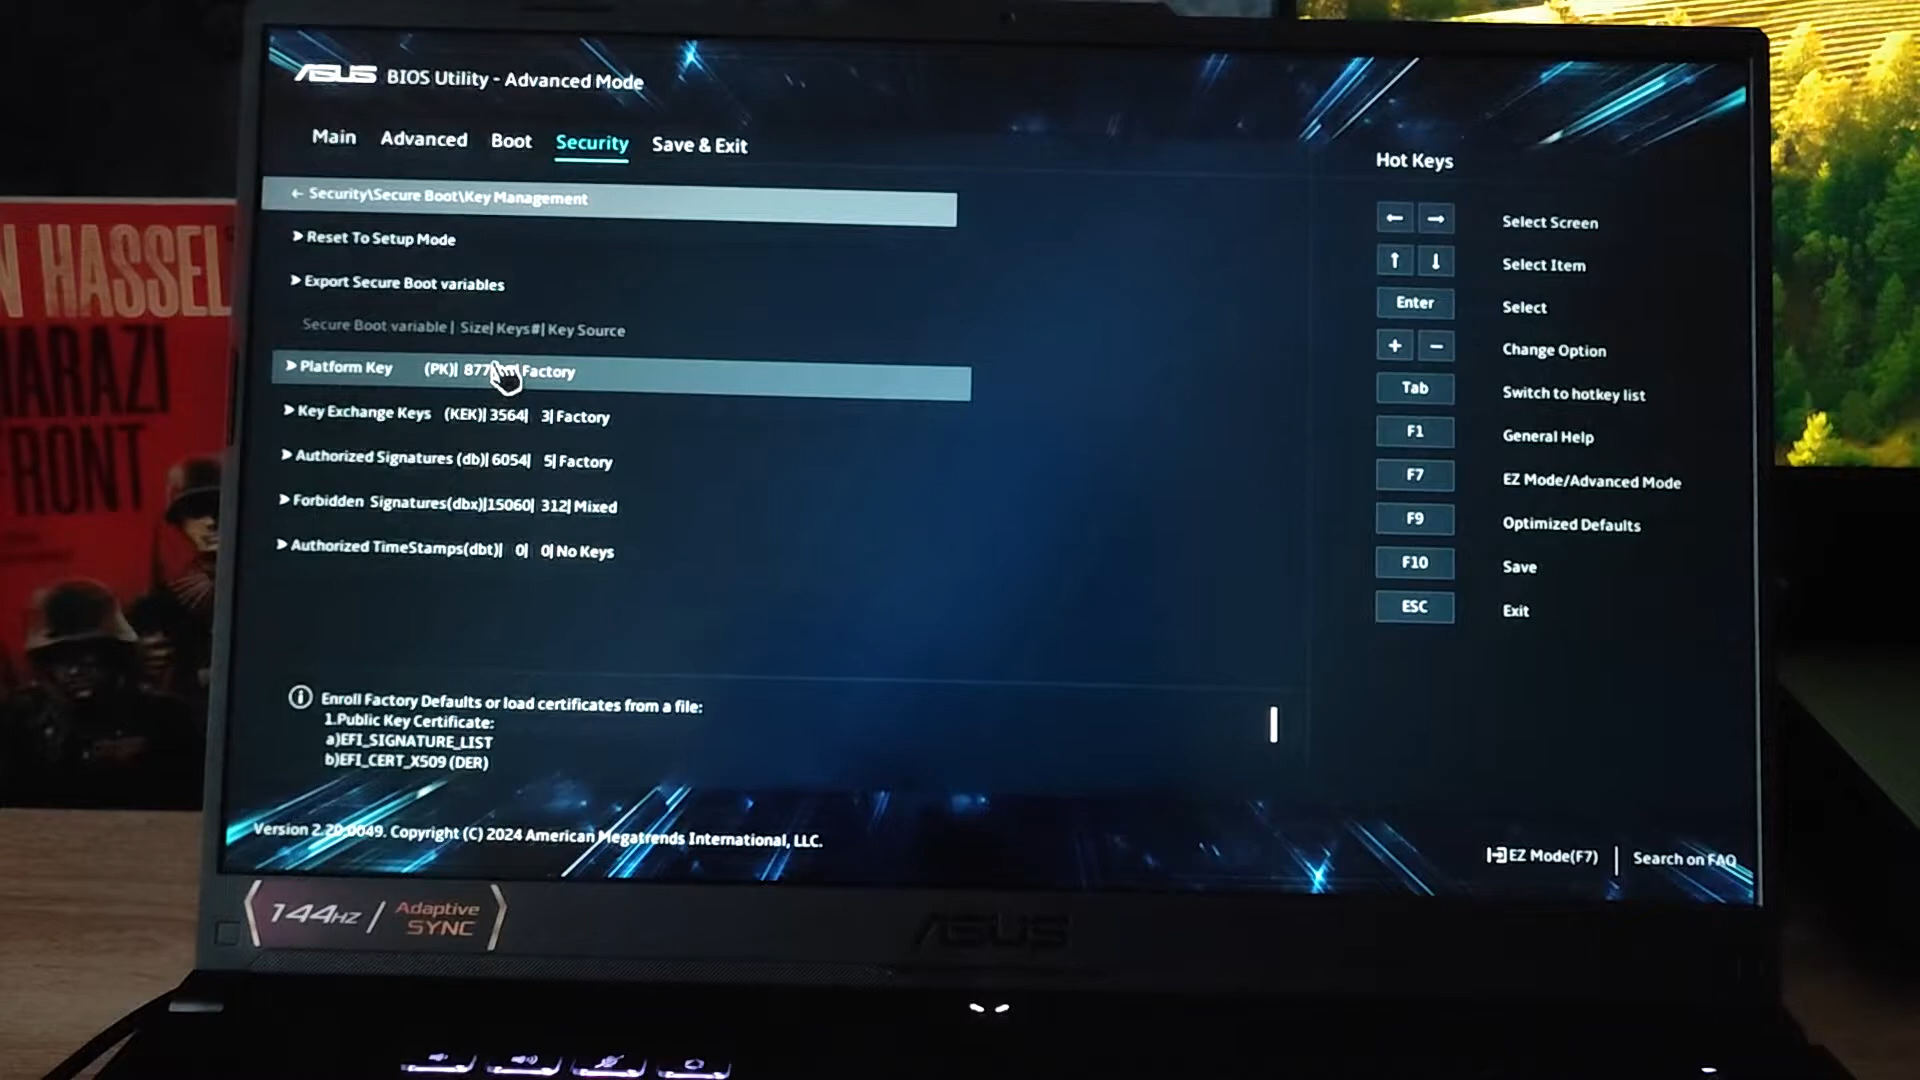 ASUS BIOS Utility - Advanced Mode
Main Advanced Boot Security Save & Exit
← Security\Secure Boot\Key Management
Reset To Setup Mode
Export Secure Boot variables
Secure Boot variable| Size| Keys#| Key Source
Platform Key (PK)| 877 Factory
Key Exchange Keys (KEK)| 3564| 3| Factory
Authorized Signatures (db)| 6054| 5| Factory
Forbidden Signatures(dbx)|15060| 312| Mixed
Authorized TimeStamps(dbt)| 0| 0| No Keys
Enroll Factory Defaults or load certificates from a file:
1.Public Key Certificate:
a)EFI_SIGNATURE_LIST
b)EFI_CERT_X509 (DER)
Version 2.20.0049. Copyright (C) 2024 American Megatrends International, LLC.
Hot Keys
← → Select Screen
↑ ↓ Select Item
Enter Select
+ − Change Option
Tab Switch to hotkey list
F1 General Help
F7 EZ Mode/Advanced Mode
F9 Optimized Defaults
F10 Save
ESC Exit
EZ Mode(F7) | Search on FAQ
144HZ / Adaptive
SYNC
ASUS
N HASSEL
HARAZI
FRONT